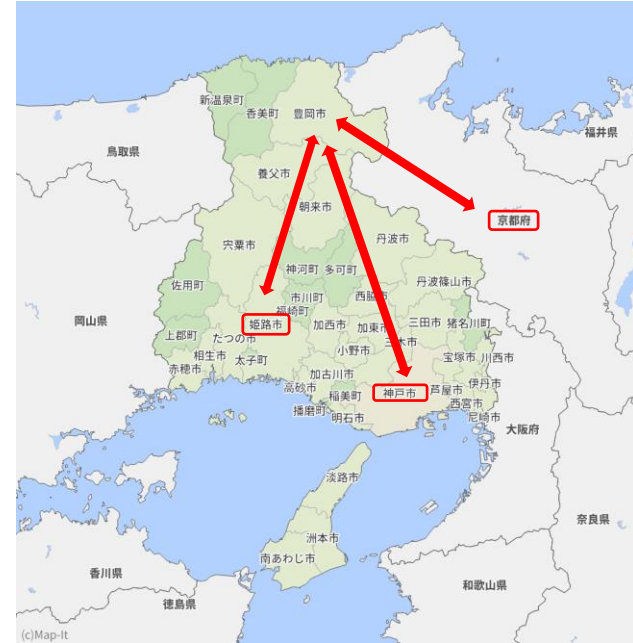 新温泉町
香美町
豊岡市
福井県
鳥取県
養父市
朝来市
京都府
宍粟市
丹波市
神河町
多可町
佐用町
丹波篠山市
市川町
西脇市
岡山県
福崎町
姫路市
加西市
加東市
三田市
猪名川町
上郡町
たつの市
三木市
小野市
相生市
太子町
宝塚市
川西市
赤穂市
加古川市
伊丹市
高砂市
稲美町
神戸市
芦屋市
西宮市
播磨町
明石市
尼崎市
大阪府
淡路市
奈良県
洲本市
南あわじ市
香川県
和歌山県
徳島県
(c)Map-It